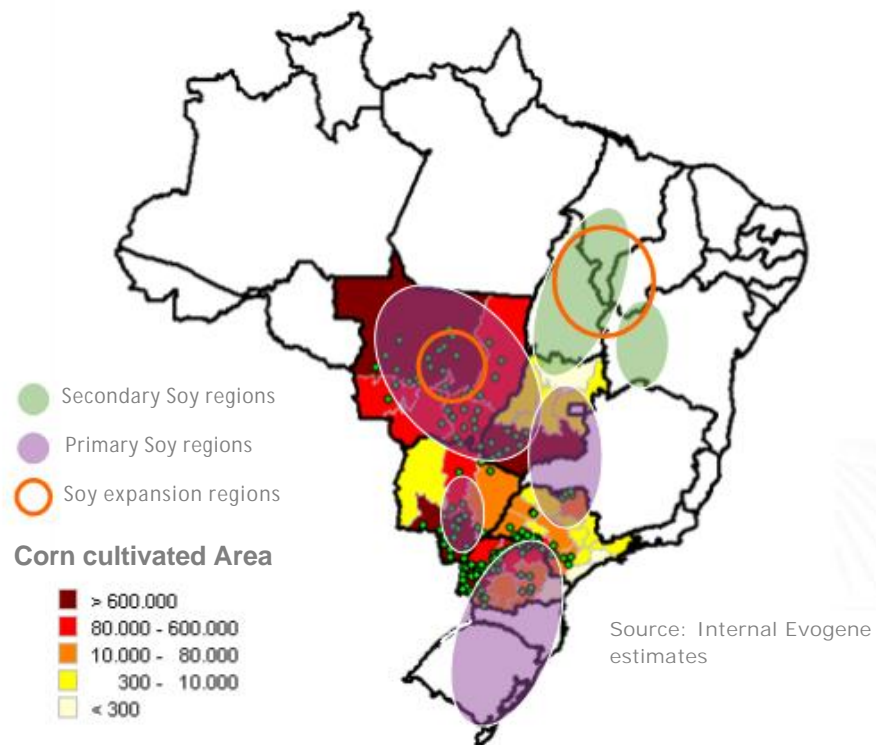 Secondary Soy regions
Primary Soy regions
Soy expansion regions
Corn cultivated Area
> 600.000
80.000 - 600.000
10.000 - 80.000
300 - 10.000
< 300
Source: Internal Evogene
estimates